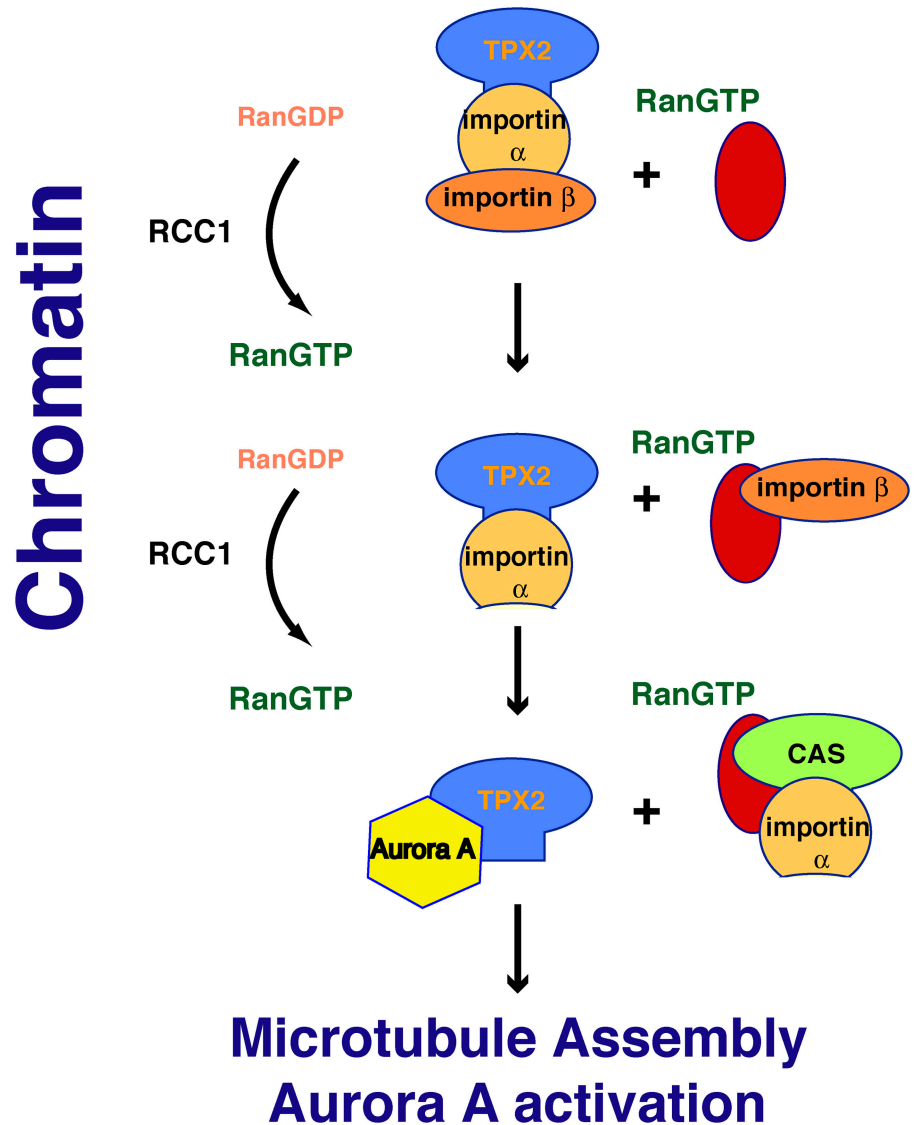 Chromatin
TPX2
RanGTP
RanGDP
importin
α
+
importin β
RCC1
RanGTP
RanGTP
RanGDP
TPX2
importin β
+
RCC1
importin
α
RanGTP
RanGTP
CAS
TPX2
+
importin
α
Aurora A
Microtubule Assembly
Aurora A activation